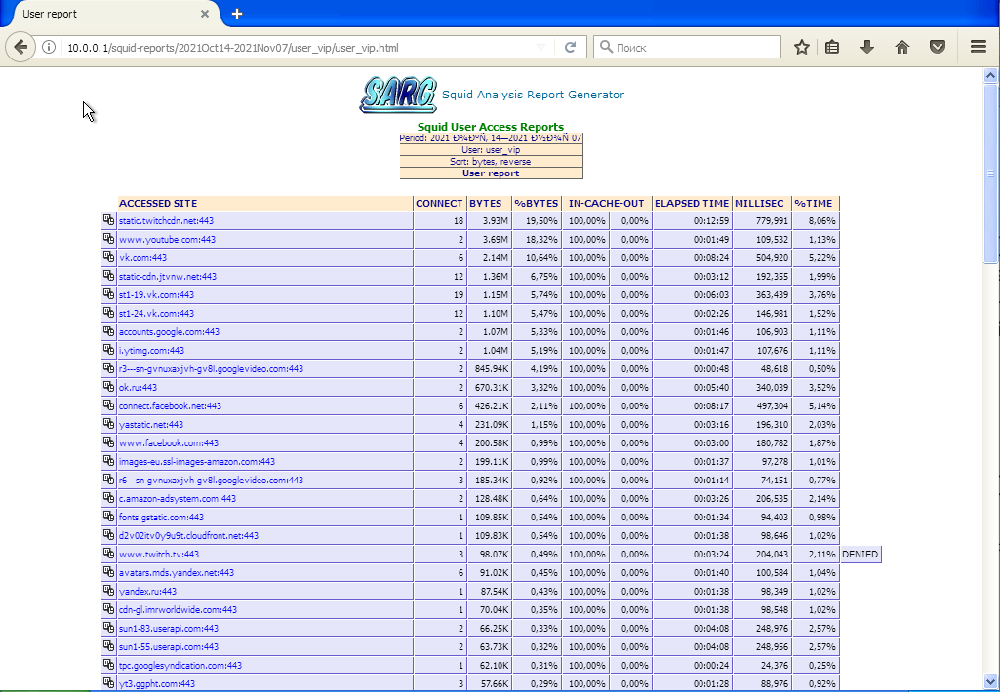 User report
10.0.0.1/squid-reports/2021Oct14-2021Nov07/user_vip/user_vip.html
Поиск
SARG Squid Analysis Report Generator
Squid User Access Reports
Period: 2021 Ð¾ÐºÑ, 14—2021 Ð½Ð¾Ñ 07
User: user_vip
Sort: bytes, reverse
User report
ACCESSED SITE CONNECT BYTES %BYTES IN-CACHE-OUT ELAPSED TIME MILLISEC %TIME
static.twitchcdn.net:443 18 3.93M 19,50% 100,00% 0,00% 00:12:59 779,991 8,06%
www.youtube.com:443 2 3.69M 18,32% 100,00% 0,00% 00:01:49 109,532 1,13%
vk.com:443 6 2.14M 10,64% 100,00% 0,00% 00:08:24 504,920 5,22%
static-cdn.jtvnw.net:443 12 1.36M 6,75% 100,00% 0,00% 00:03:12 192,355 1,99%
st1-19.vk.com:443 19 1.15M 5,74% 100,00% 0,00% 00:06:03 363,439 3,76%
st1-24.vk.com:443 12 1.10M 5,47% 100,00% 0,00% 00:02:26 146,981 1,52%
accounts.google.com:443 2 1.07M 5,33% 100,00% 0,00% 00:01:46 106,903 1,11%
i.ytimg.com:443 2 1.04M 5,19% 100,00% 0,00% 00:01:47 107,676 1,11%
r3---sn-gvnuxaxjvh-gv8l.googlevideo.com:443 2 845.94K 4,19% 100,00% 0,00% 00:00:48 48,618 0,50%
ok.ru:443 2 670.31K 3,32% 100,00% 0,00% 00:05:40 340,039 3,52%
connect.facebook.net:443 6 426.21K 2,11% 100,00% 0,00% 00:08:17 497,304 5,14%
yastatic.net:443 4 231.09K 1,15% 100,00% 0,00% 00:03:16 196,310 2,03%
www.facebook.com:443 4 200.58K 0,99% 100,00% 0,00% 00:03:00 180,782 1,87%
images-eu.ssl-images-amazon.com:443 2 199.11K 0,99% 100,00% 0,00% 00:01:37 97,278 1,01%
r6---sn-gvnuxaxjvh-gv8l.googlevideo.com:443 3 185.34K 0,92% 100,00% 0,00% 00:01:14 74,151 0,77%
c.amazon-adsystem.com:443 2 128.48K 0,64% 100,00% 0,00% 00:03:26 206,535 2,14%
fonts.gstatic.com:443 1 109.85K 0,54% 100,00% 0,00% 00:01:34 94,403 0,98%
d2v02itv0y9u9t.cloudfront.net:443 1 109.83K 0,54% 100,00% 0,00% 00:01:38 98,646 1,02%
www.twitch.tv:443 3 98.07K 0,49% 100,00% 0,00% 00:03:24 204,043 2,11% DENIED
avatars.mds.yandex.net:443 6 91.02K 0,45% 100,00% 0,00% 00:01:40 100,584 1,04%
yandex.ru:443 1 87.54K 0,43% 100,00% 0,00% 00:01:38 98,349 1,02%
cdn-gl.imrworldwide.com:443 1 70.04K 0,35% 100,00% 0,00% 00:01:38 98,548 1,02%
sun1-83.userapi.com:443 2 66.25K 0,33% 100,00% 0,00% 00:04:08 248,976 2,57%
sun1-55.userapi.com:443 2 63.73K 0,32% 100,00% 0,00% 00:04:08 248,956 2,57%
tpc.googlesyndication.com:443 1 62.10K 0,31% 100,00% 0,00% 00:00:24 24,376 0,25%
yt3.ggpht.com:443 3 57.66K 0,29% 100,00% 0,00% 00:01:28 88,976 0,92%